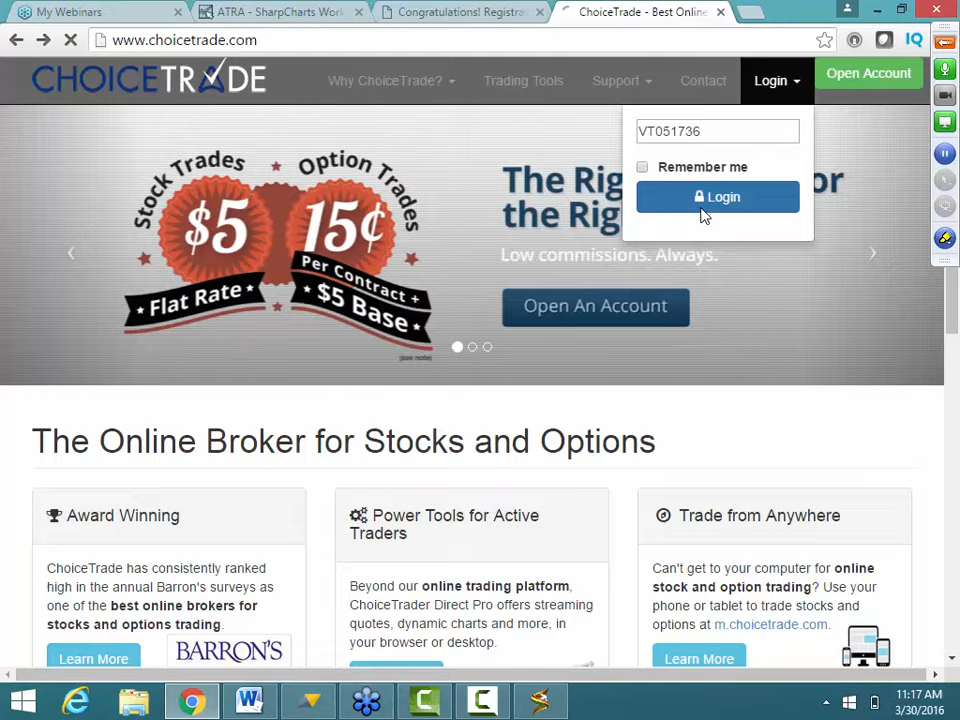 My Webinars
ATRA - SharpCharts Wor
Congratulations! Registra
ChoiceTrade - Best Online
www.choicetrade.com
IQ
CHOICETRADE
Why ChoiceTrade?
Trading Tools
Support
Contact
Login
Open Account
VT051736
Remember me
Login
Stock Trades
$5
Flat Rate
Option Trades
15¢
Per Contract +
$5 Base
(see note)
The Rig or
the Rig
Low commissions. Always.
Open An Account
The Online Broker for Stocks and Options
Award Winning
ChoiceTrade has consistently ranked
high in the annual Barron's surveys as
one of the best online brokers for
stocks and options trading.
Learn More
BARRON'S
Power Tools for Active
Traders
Beyond our online trading platform,
ChoiceTrader Direct Pro offers streaming
quotes, dynamic charts and more, in
your browser or desktop.
Trade from Anywhere
Can't get to your computer for online
stock and option trading? Use your
phone or tablet to trade stocks and
options at m.choicetrade.com.
Learn More
11:17 AM
3/30/2016